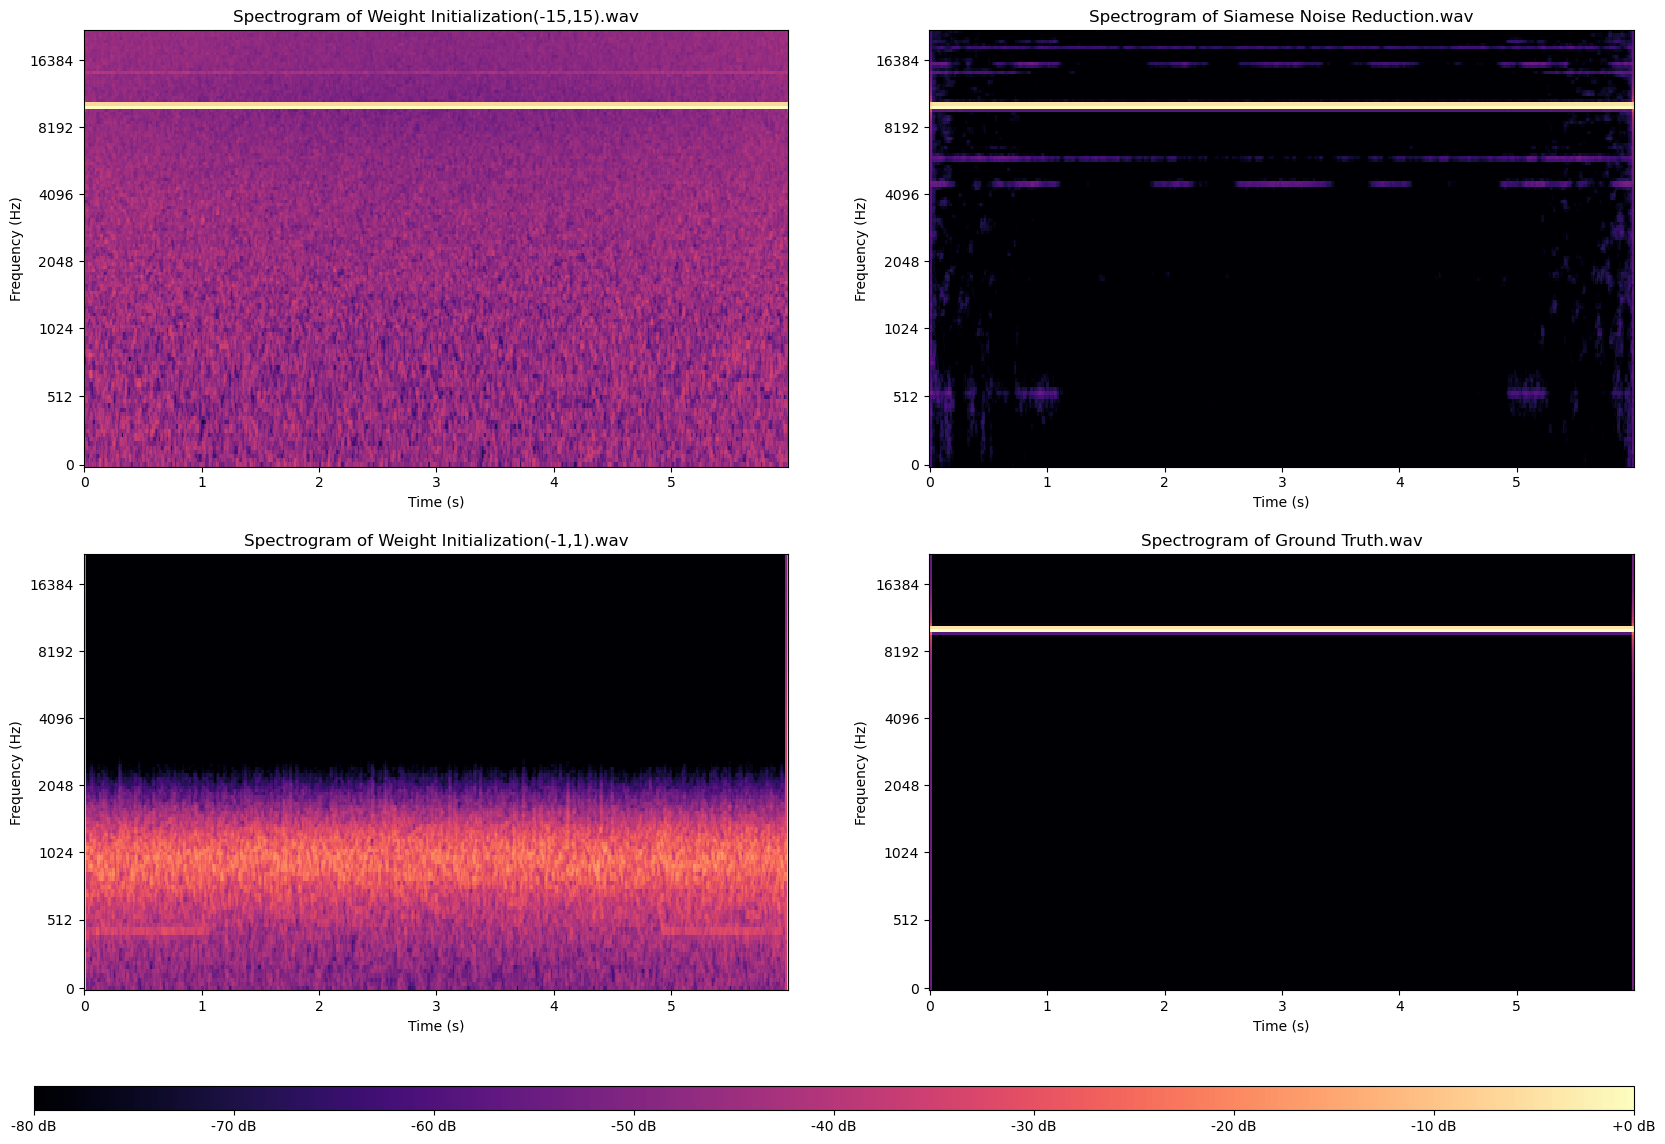 Spectrogram of Weight Initialization(-15,15).wav
Frequency (Hz)
16384
8192
4096
2048
1024
512
0
0 1 2 3 4 5
Time (s)
Spectrogram of Siamese Noise Reduction.wav
Frequency (Hz)
16384
8192
4096
2048
1024
512
0
0 1 2 3 4 5
Time (s)
Spectrogram of Weight Initialization(-1,1).wav
Frequency (Hz)
16384
8192
4096
2048
1024
512
0
0 1 2 3 4 5
Time (s)
Spectrogram of Ground Truth.wav
Frequency (Hz)
16384
8192
4096
2048
1024
512
0
0 1 2 3 4 5
Time (s)
-80 dB -70 dB -60 dB -50 dB -40 dB -30 dB -20 dB -10 dB +0 dB